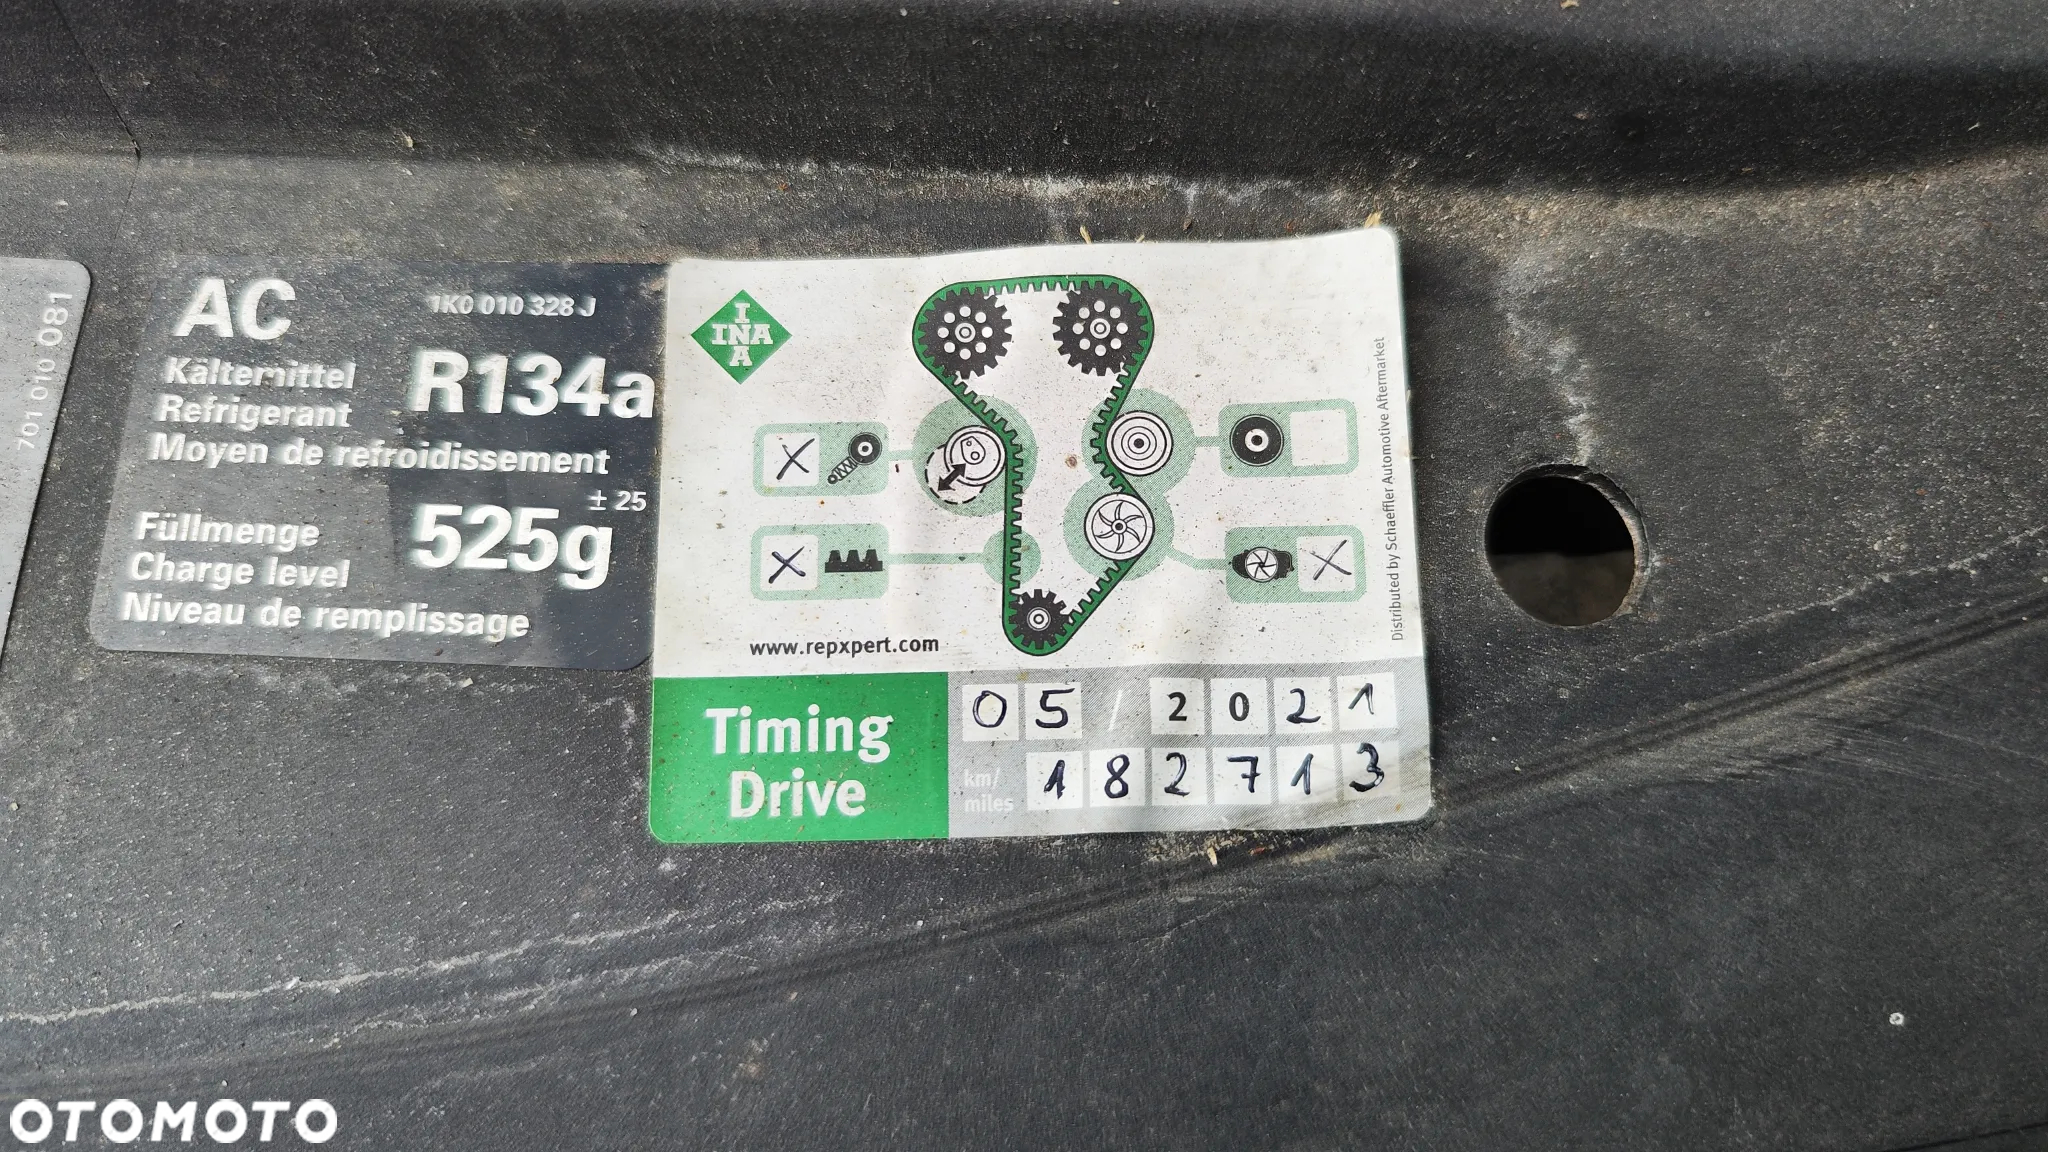 701 010 081
AC
1K0 010 328 J
Kältemittel
Refrigerant
Moyen de refroidissement
R134a
Füllmenge
Charge level
Niveau de remplissage
525g
± 25
I
INA
A
www.repxpert.com
Distributed by Schaeffler Automotive Aftermarket
Timing
Drive
05 / 2021
km/
miles
182713
OTOMOTO